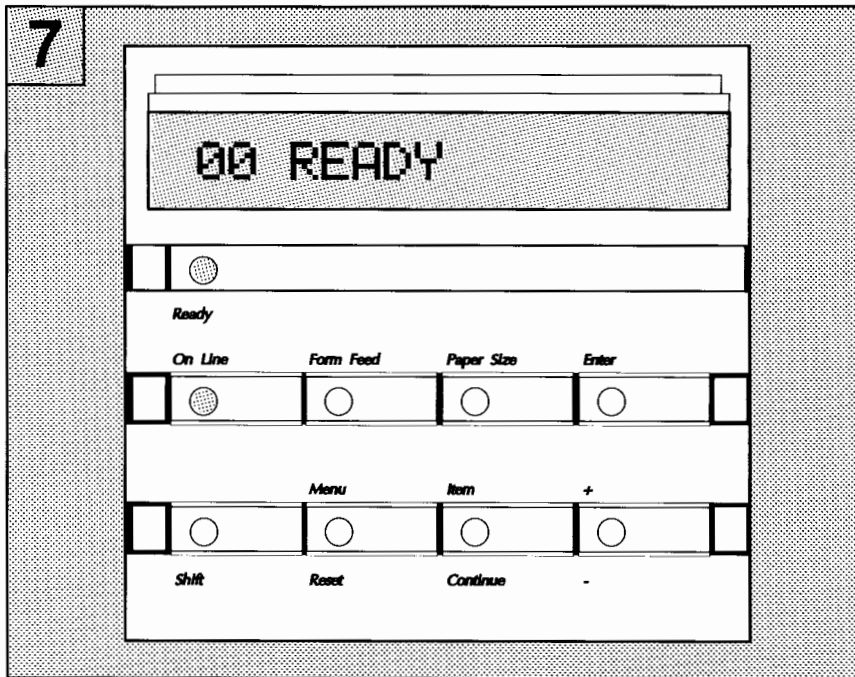 7
00 READY
Ready
On Line Form Feed Paper Size Enter
Menu Item +
Shift Reset Continue -